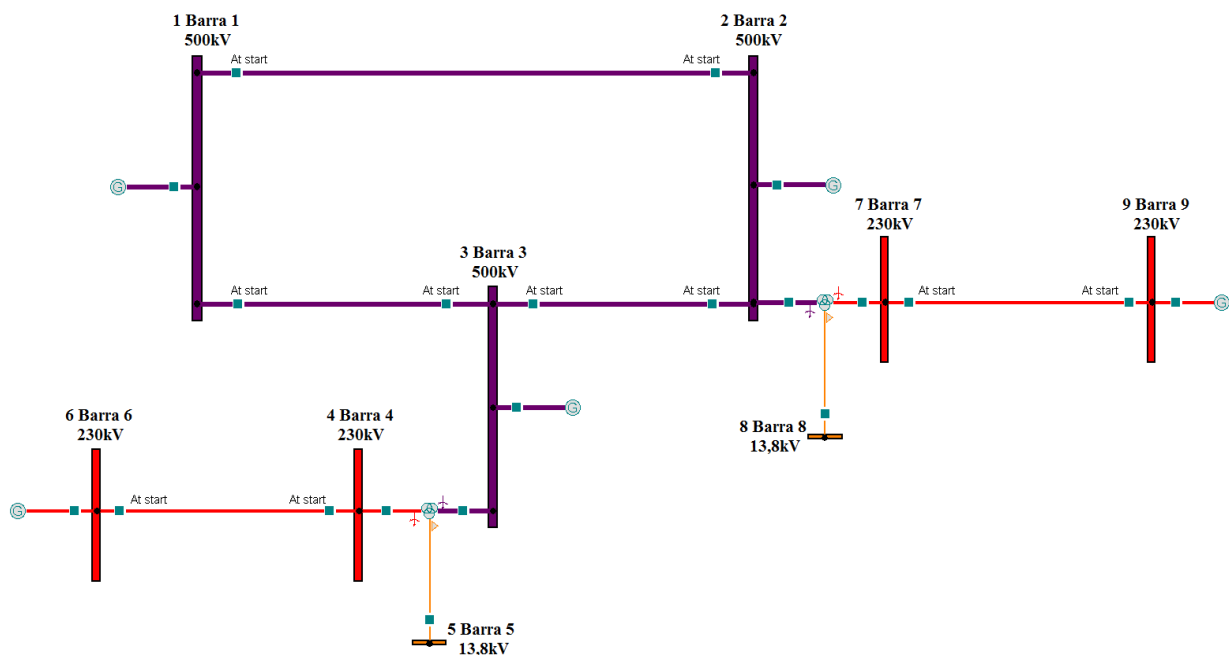 1 Barra 1
500kV
2 Barra 2
500kV
At start
At start
G
G
7 Barra 7
230kV
9 Barra 9
230kV
3 Barra 3
500kV
At start
At start
At start
At start
At start
At start
G
G
6 Barra 6
230kV
4 Barra 4
230kV
8 Barra 8
13,8kV
At start
At start
G
5 Barra 5
13,8kV